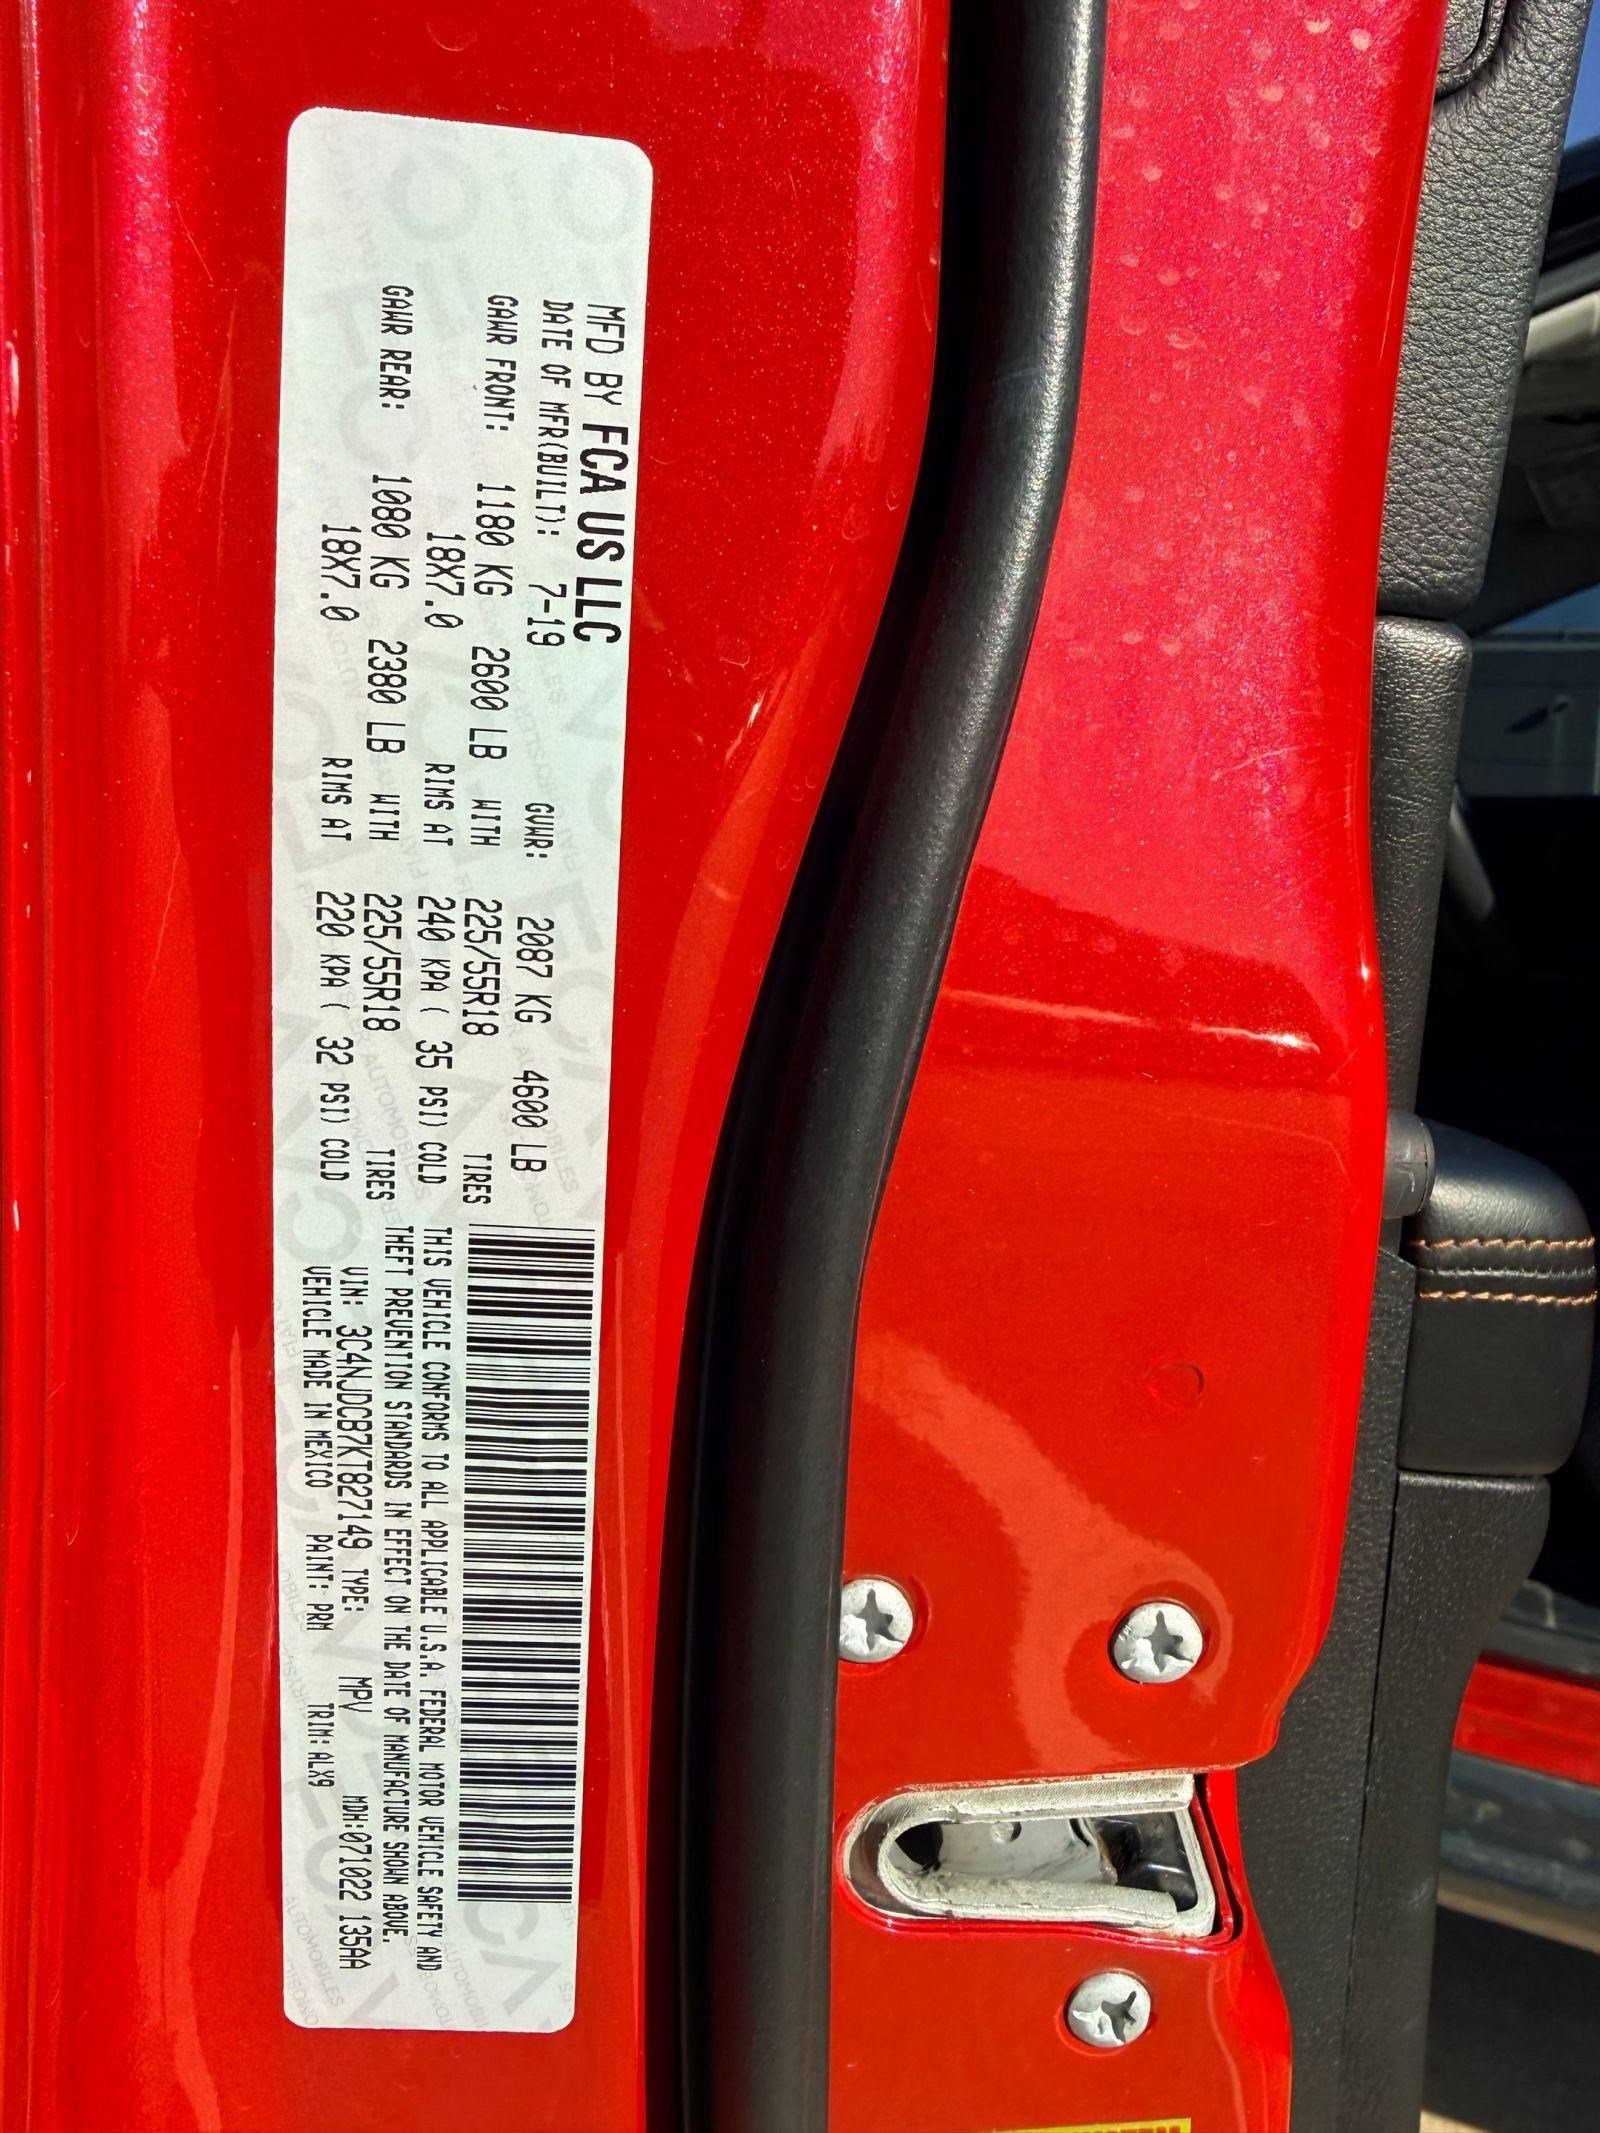 MFD BY FCA US LLC
DATE OF MFR(BUILT): 7-19 GVWR: 2087 KG 4600 LB
GAWR FRONT: 1180 KG 2600 LB WITH 225/55R18 TIRES
18X7.0 RIMS AT 240 KPA ( 35 PSI) COLD
GAWR REAR: 1080 KG 2380 LB WITH 225/55R18 TIRES
18X7.0 RIMS AT 220 KPA ( 32 PSI) COLD
THIS VEHICLE CONFORMS TO ALL APPLICABLE U.S.A. FEDERAL MOTOR VEHICLE SAFETY AND
THEFT PREVENTION STANDARDS IN EFFECT ON THE DATE OF MANUFACTURE SHOWN ABOVE.
VIN: 3C4NJDCB7KT827149 TYPE: MPV MDH:071022 135AA
VEHICLE MADE IN MEXICO PAINT: PRM TRIM: ALX9